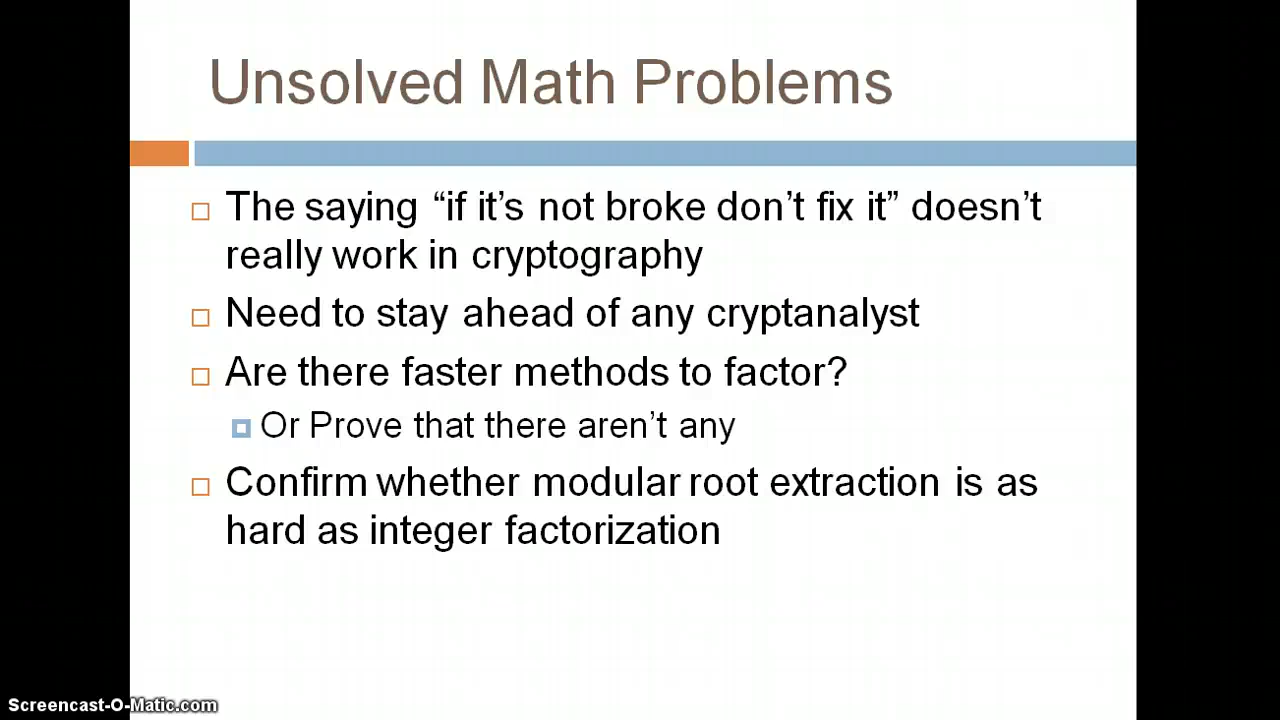 Unsolved Math Problems
The saying “if it’s not broke don’t fix it” doesn’t
really work in cryptography
Need to stay ahead of any cryptanalyst
Are there faster methods to factor?
Or Prove that there aren’t any
Confirm whether modular root extraction is as
hard as integer factorization
Screencast-O-Matic.com